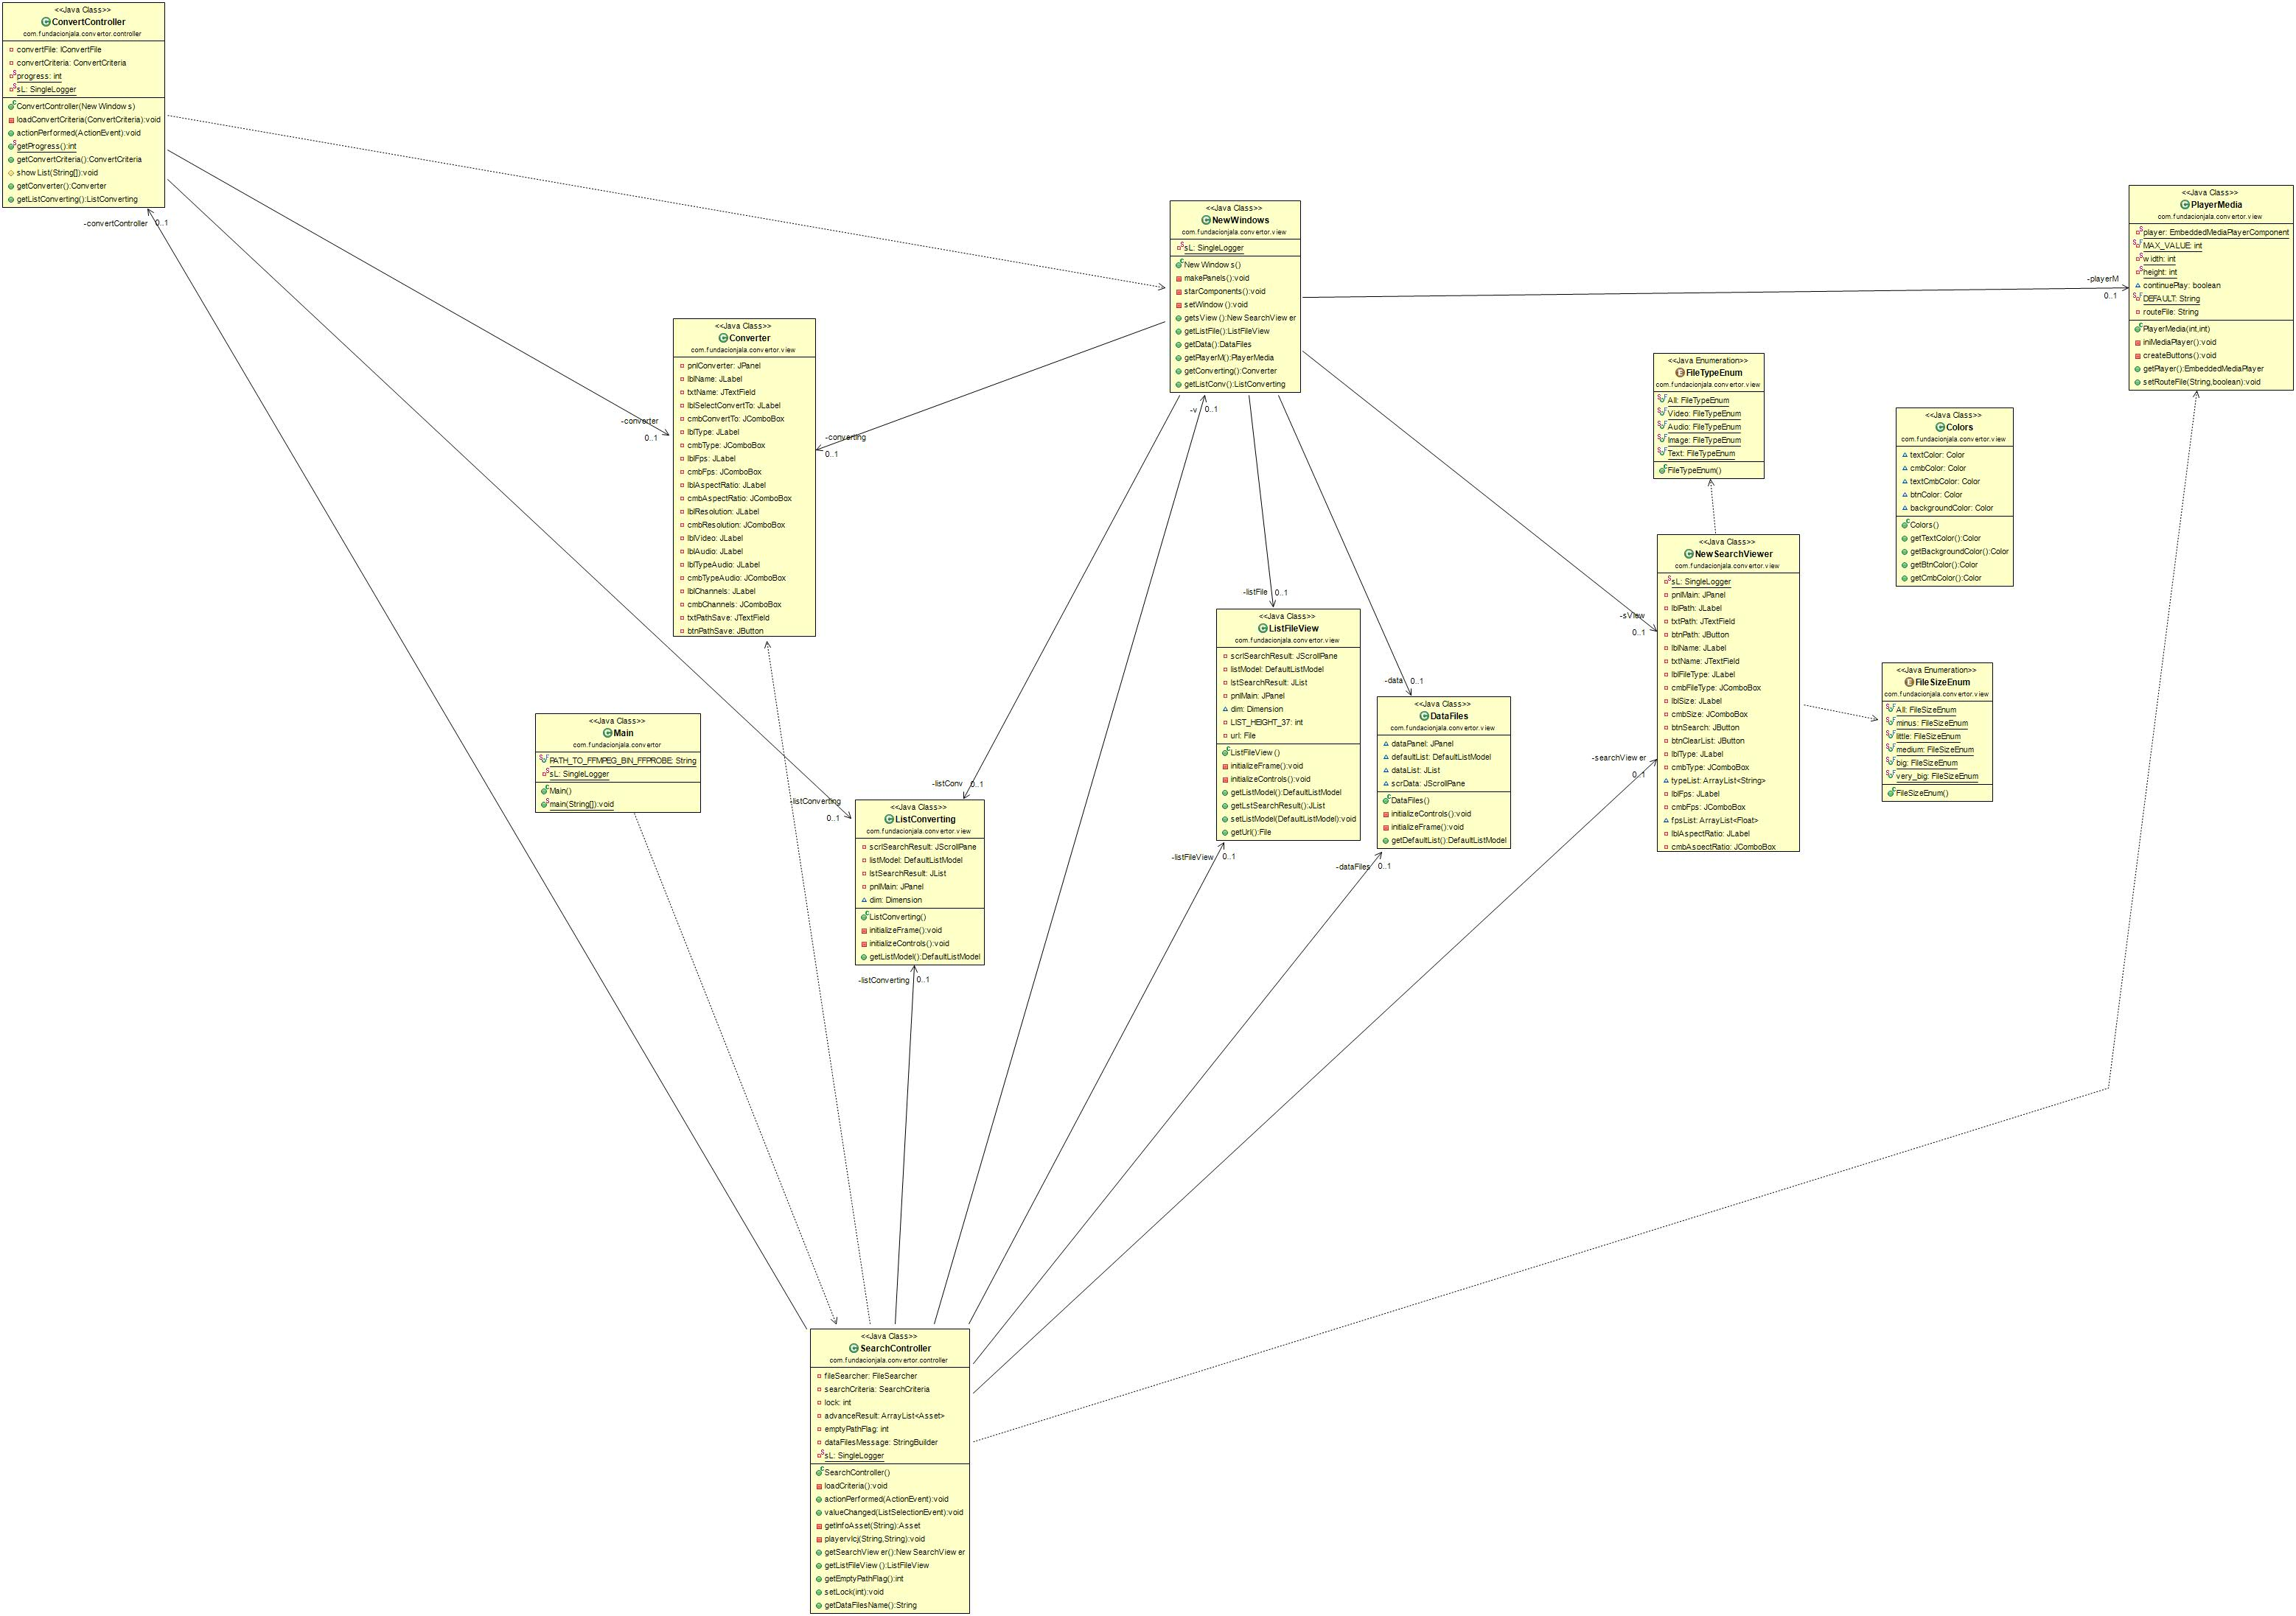 <<Java Class>>
ConvertController
com.fundacionjala.convertor.controller
convertFile: IConvertFile
convertCriteria: ConvertCriteria
progress: int
sL: SingleLogger
ConvertController(NewWindows)
loadConvertCriteria(ConvertCriteria):void
actionPerformed(ActionEvent):void
getProgress():int
getConvertCriteria():ConvertCriteria
showList(String[]):void
getConverter():Converter
getListConverting():ListConverting
-convertController
0..1
<<Java Class>>
NewWindows
com.fundacionjala.convertor.view
sL: SingleLogger
NewWindows()
makePanels():void
starComponents():void
setWindow():void
getsView():NewSearchViewer
getListFile():ListFileView
getData():DataFiles
getPlayerM():PlayerMedia
getConverting():Converter
getListConv():ListConverting
-v
0..1
<<Java Class>>
PlayerMedia
com.fundacionjala.convertor.view
player: EmbeddedMediaPlayerComponent
MAX_VALUE: int
width: int
height: int
continuePlay: boolean
DEFAULT: String
routeFile: String
PlayerMedia(int,int)
iniMediaPlayer():void
createButtons():void
getPlayer():EmbeddedMediaPlayer
setRouteFile(String,boolean):void
-playerM
0..1
<<Java Class>>
Converter
com.fundacionjala.convertor.view
pnlConverter: JPanel
lblName: JLabel
txtName: JTextField
lblSelectConvertTo: JLabel
cmbConvertTo: JComboBox
lblType: JLabel
cmbType: JComboBox
lblFps: JLabel
cmbFps: JComboBox
lblAspectRatio: JLabel
cmbAspectRatio: JComboBox
lblResolution: JLabel
cmbResolution: JComboBox
lblVideo: JLabel
lblAudio: JLabel
lblTypeAudio: JLabel
cmbTypeAudio: JComboBox
lblChannels: JLabel
cmbChannels: JComboBox
txtPathSave: JTextField
btnPathSave: JButton
-converter
0..1
-converting
0..1
<<Java Enumeration>>
FileTypeEnum
com.fundacionjala.convertor.view
All: FileTypeEnum
Video: FileTypeEnum
Audio: FileTypeEnum
Image: FileTypeEnum
Text: FileTypeEnum
FileTypeEnum()
<<Java Class>>
Colors
com.fundacionjala.convertor.view
textColor: Color
cmbColor: Color
textCmbColor: Color
btnColor: Color
backgroundColor: Color
Colors()
getTextColor():Color
getBackgroundColor():Color
getBtnColor():Color
getCmbColor():Color
<<Java Class>>
NewSearchViewer
com.fundacionjala.convertor.view
sL: SingleLogger
pnlMain: JPanel
lblPath: JLabel
txtPath: JTextField
btnPath: JButton
lblName: JLabel
txtName: JTextField
lblFileType: JLabel
cmbFileType: JComboBox
lblSize: JLabel
cmbSize: JComboBox
btnSearch: JButton
btnClearList: JButton
lblType: JLabel
cmbType: JComboBox
typeList: ArrayList<String>
lblFps: JLabel
cmbFps: JComboBox
fpsList: ArrayList<Float>
lblAspectRatio: JLabel
cmbAspectRatio: JComboBox
-sView
0..1
-searchViewer
0..1
<<Java Class>>
ListFileView
com.fundacionjala.convertor.view
scrlSearchResult: JScrollPane
listModel: DefaultListModel
lstSearchResult: JList
pnlMain: JPanel
dim: Dimension
LIST_HEIGHT_37: int
url: File
ListFileView()
initializeFrame():void
initializeControls():void
getListModel():DefaultListModel
getLstSearchResult():JList
setListModel(DefaultListModel):void
getUrl():File
-listFile
0..1
-listFileView
0..1
<<Java Class>>
DataFiles
com.fundacionjala.convertor.view
dataPanel: JPanel
defaultList: DefaultListModel
dataList: JList
scrData: JScrollPane
DataFiles()
initializeControls():void
initializeFrame():void
getDefaultList():DefaultListModel
-data
0..1
-dataFiles
0..1
<<Java Enumeration>>
FileSizeEnum
com.fundacionjala.convertor.view
All: FileSizeEnum
minus: FileSizeEnum
little: FileSizeEnum
medium: FileSizeEnum
big: FileSizeEnum
very_big: FileSizeEnum
FileSizeEnum()
<<Java Class>>
Main
com.fundacionjala.convertor
PATH_TO_FFMPEG_BIN_FFPROBE: String
sL: SingleLogger
Main()
main(String[]):void
<<Java Class>>
ListConverting
com.fundacionjala.convertor.view
scrlSearchResult: JScrollPane
listModel: DefaultListModel
lstSearchResult: JList
pnlMain: JPanel
dim: Dimension
ListConverting()
initializeFrame():void
initializeControls():void
getListModel():DefaultListModel
-listConv
0..1
-listConverting
0..1
-listConverting
0..1
<<Java Class>>
SearchController
com.fundacionjala.convertor.controller
fileSearcher: FileSearcher
searchCriteria: SearchCriteria
lock: int
advanceResult: ArrayList<Asset>
emptyPathFlag: int
dataFilesMessage: StringBuilder
sL: SingleLogger
SearchController()
loadCriteria():void
actionPerformed(ActionEvent):void
valueChanged(ListSelectionEvent):void
getInfoAsset(String):Asset
playervlcj(String,String):void
getSearchViewer():NewSearchViewer
getListFileView():ListFileView
getEmptyPathFlag():int
setLock(int):void
getDataFilesName():String